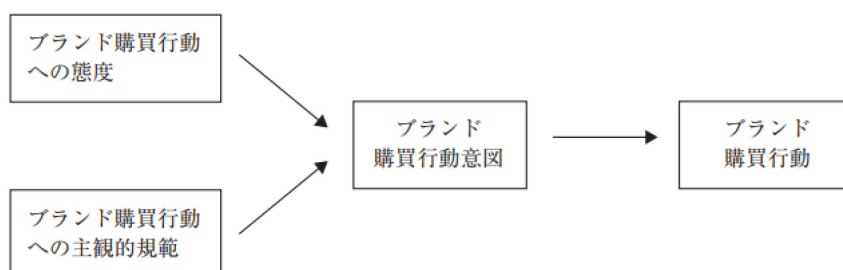 ブランド購買行動
への態度
ブランド
購買行動意図
ブランド
購買行動
ブランド購買行動
への主観的規範